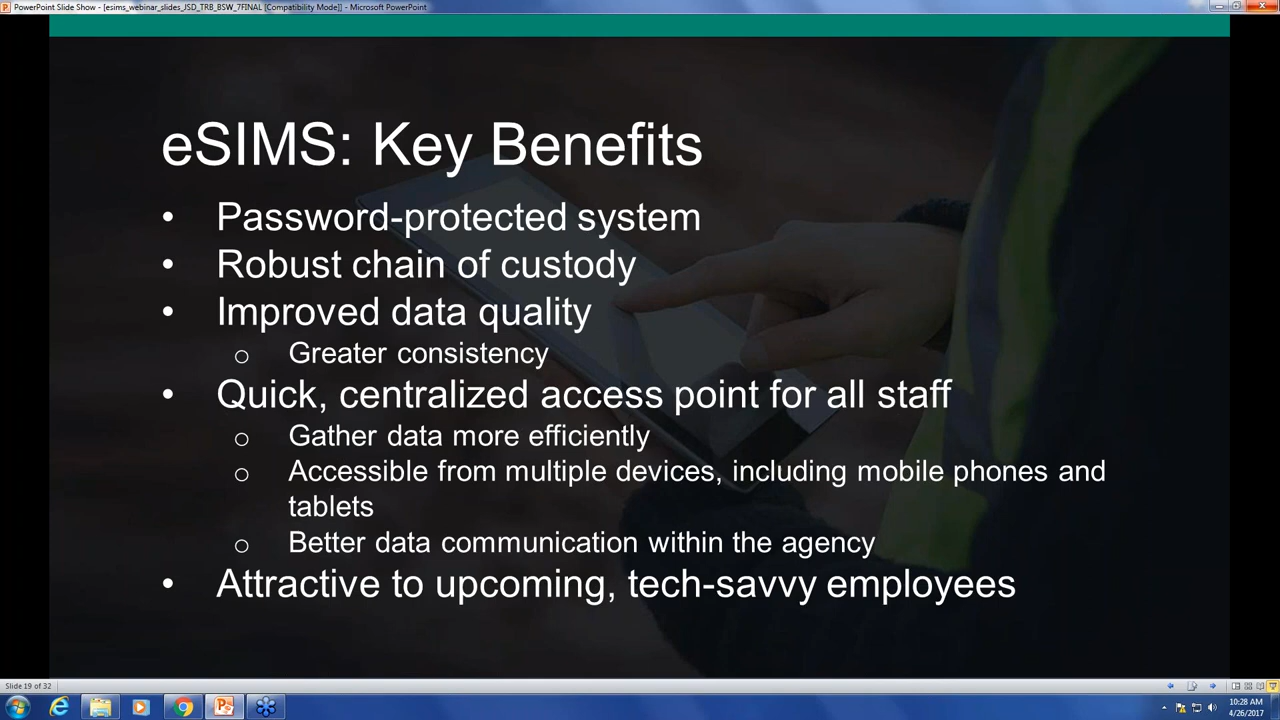 PowerPoint Slide Show - [esims_webinar_slides_JSD_TRB_BSW_7FINAL [Compatibility Mode]] - Microsoft PowerPoint
eSIMS: Key Benefits
• Password-protected system
• Robust chain of custody
• Improved data quality
o Greater consistency
• Quick, centralized access point for all staff
o Gather data more efficiently
o Accessible from multiple devices, including mobile phones and
tablets
o Better data communication within the agency
• Attractive to upcoming, tech-savvy employees
Slide 19 of 32
10:28 AM
4/26/2017